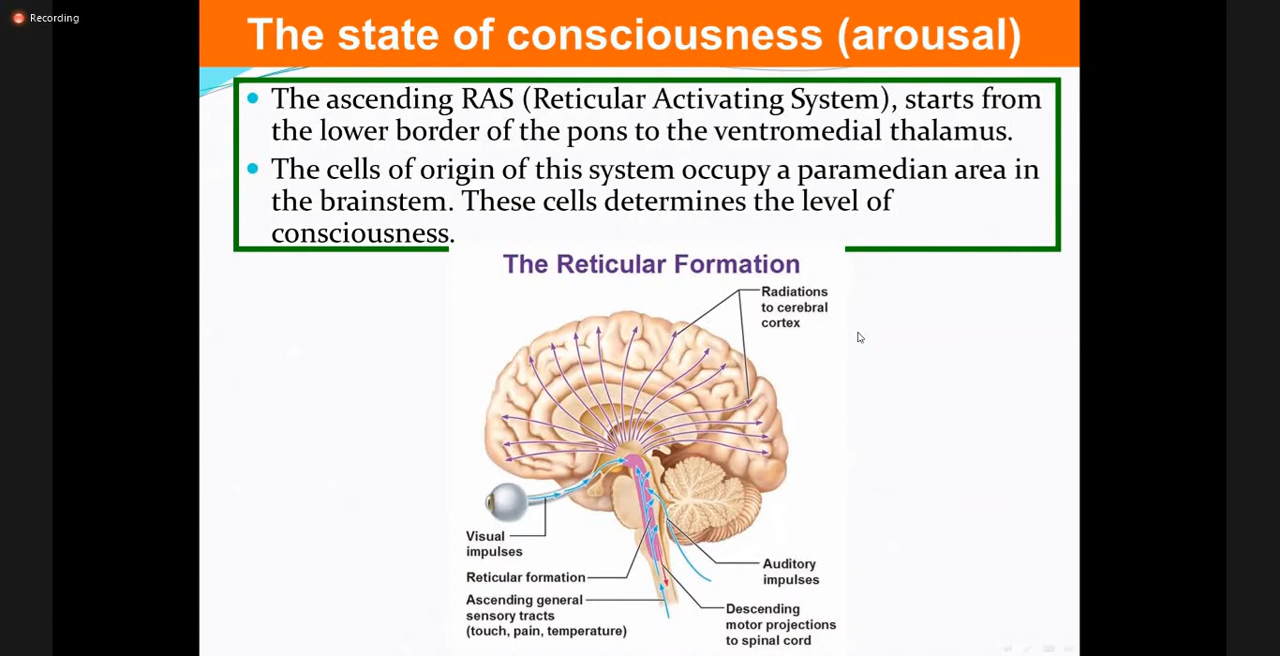 Recording
The state of consciousness (arousal)
The ascending RAS (Reticular Activating System), starts from
the lower border of the pons to the ventromedial thalamus.
The cells of origin of this system occupy a paramedian area in
the brainstem. These cells determines the level of
consciousness.
The Reticular Formation
Radiations
to cerebral
cortex
Visual
impulses
Reticular formation
Ascending general
sensory tracts
(touch, pain, temperature)
Auditory
impulses
Descending
motor projections
to spinal cord